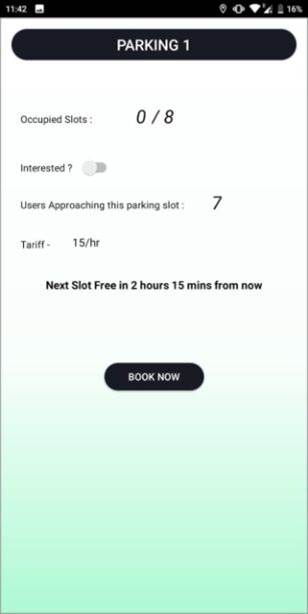 11:42 16%
PARKING 1
Occupied Slots : 0 / 8
Interested ?
Users Approaching this parking slot : 7
Tariff - 15/hr
Next Slot Free in 2 hours 15 mins from now
BOOK NOW